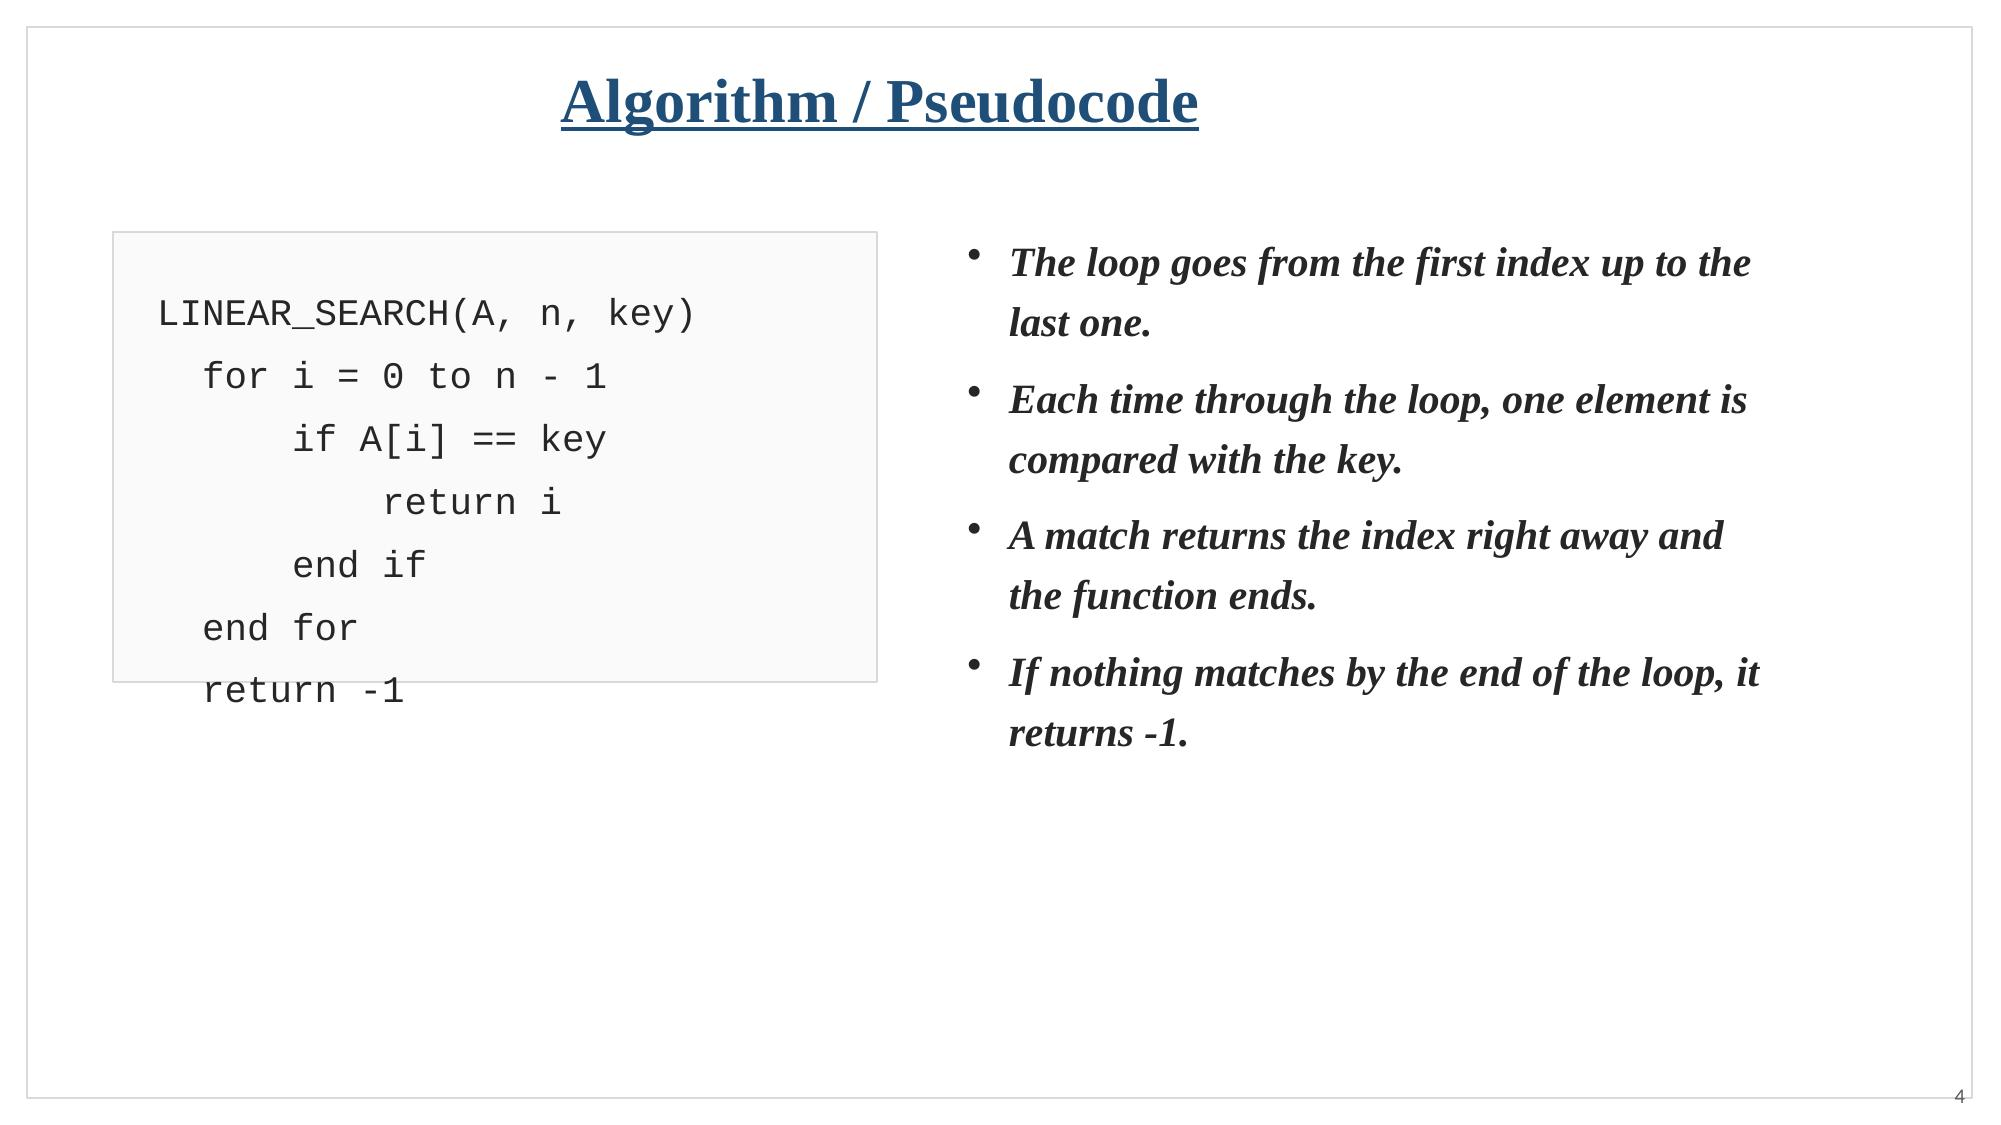 Algorithm / Pseudocode
LINEAR_SEARCH(A, n, key)
  for i = 0 to n - 1
      if A[i] == key
          return i
      end if
  end for
  return -1
• The loop goes from the first index up to the
last one.
• Each time through the loop, one element is
compared with the key.
• A match returns the index right away and
the function ends.
• If nothing matches by the end of the loop, it
returns -1.
4